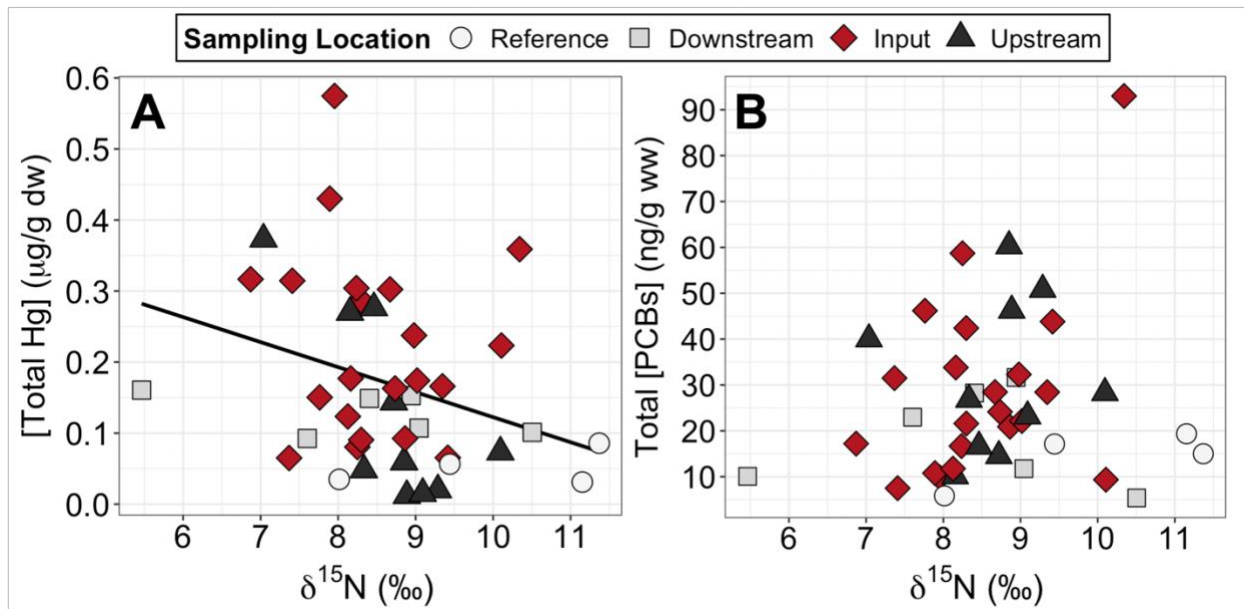 Sampling Location Reference Downstream Input Upstream
A
[Total Hg] (μg/g dw)
0.6
0.5
0.4
0.3
0.2
0.1
0.0
6 7 8 9 10 11
δ¹⁵N (‰)
B
Total [PCBs] (ng/g ww)
90
80
70
60
50
40
30
20
10
6 7 8 9 10 11
δ¹⁵N (‰)